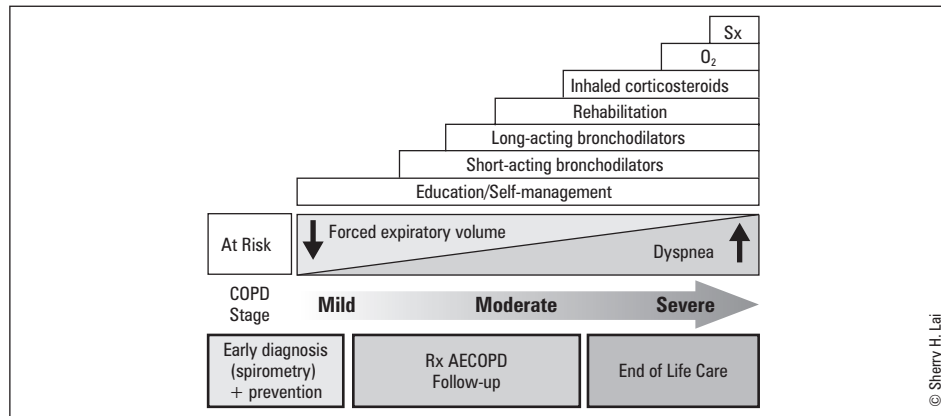 Sx
O₂
Inhaled corticosteroids
Rehabilitation
Long-acting bronchodilators
Short-acting bronchodilators
Education/Self-management
At Risk
Forced expiratory volume
Dyspnea
COPD
Stage
Mild Moderate Severe
Early diagnosis
(spirometry)
+ prevention
Rx AECOPD
Follow-up
End of Life Care
© Sherry H. Lai